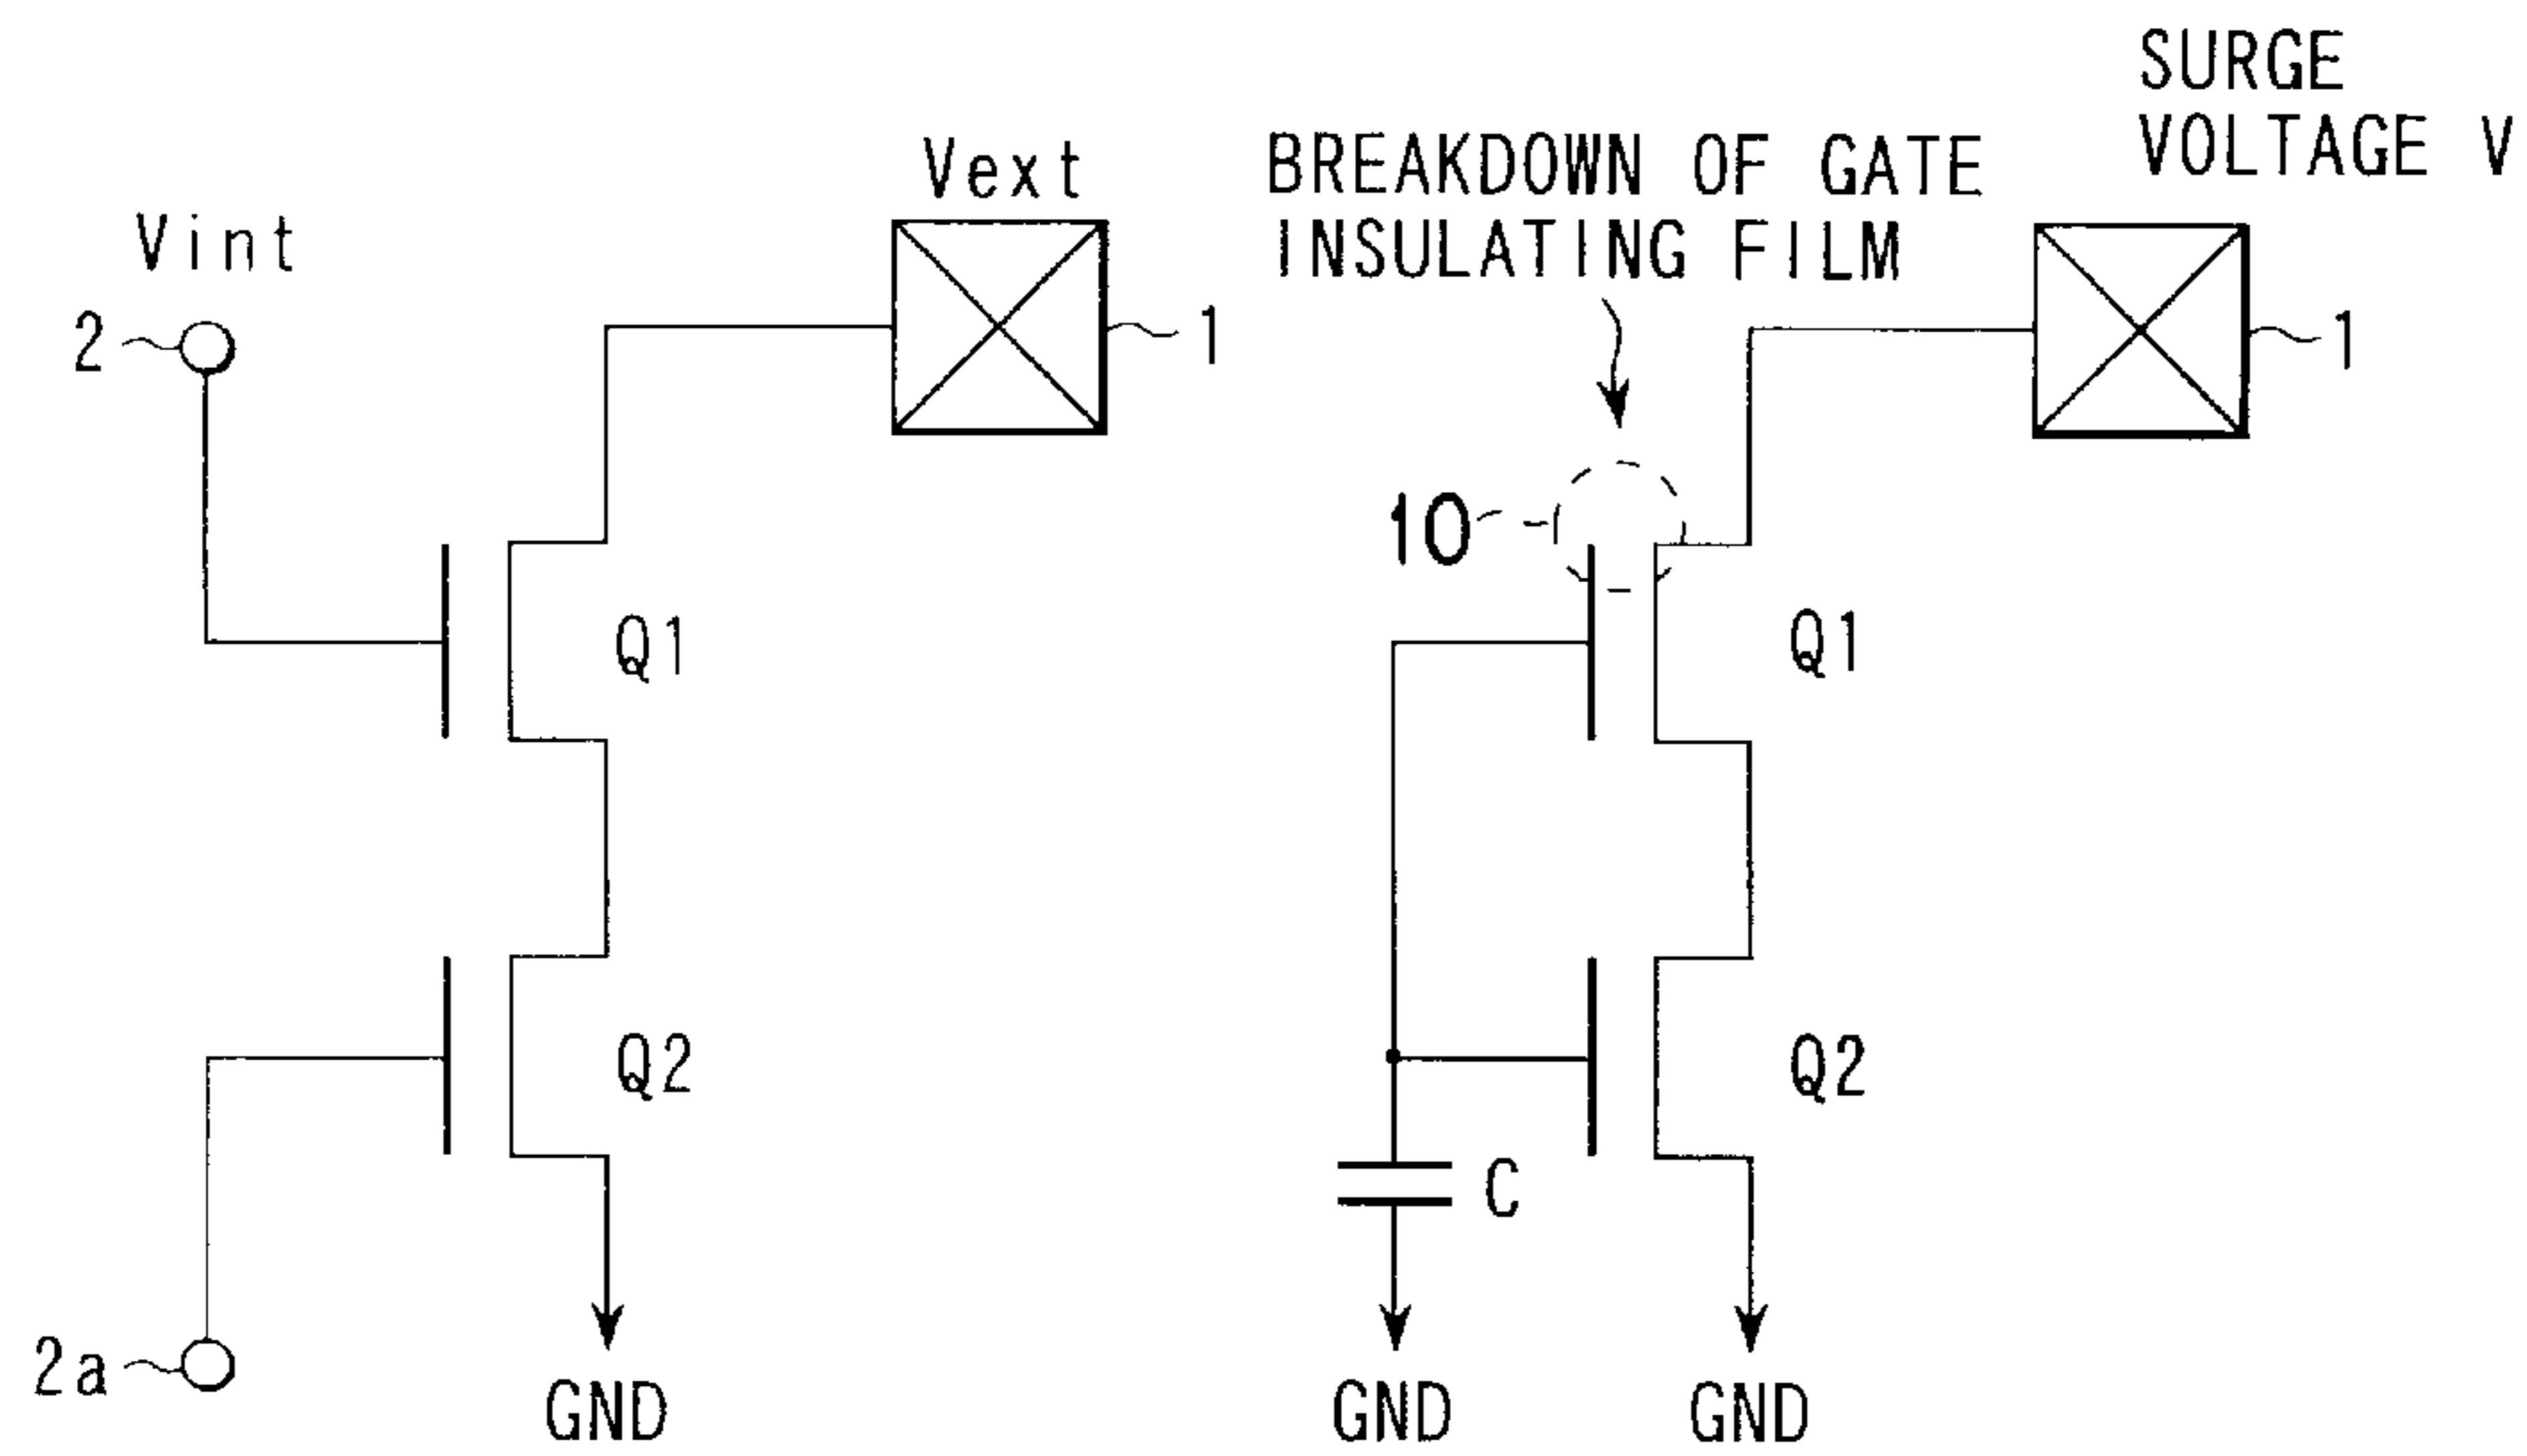 Vint
2
Vext
1
Q1
Q2
2a
GND
SURGE
VOLTAGE V
BREAKDOWN OF GATE
INSULATING FILM
1
10
Q1
Q2
C
GND
GND